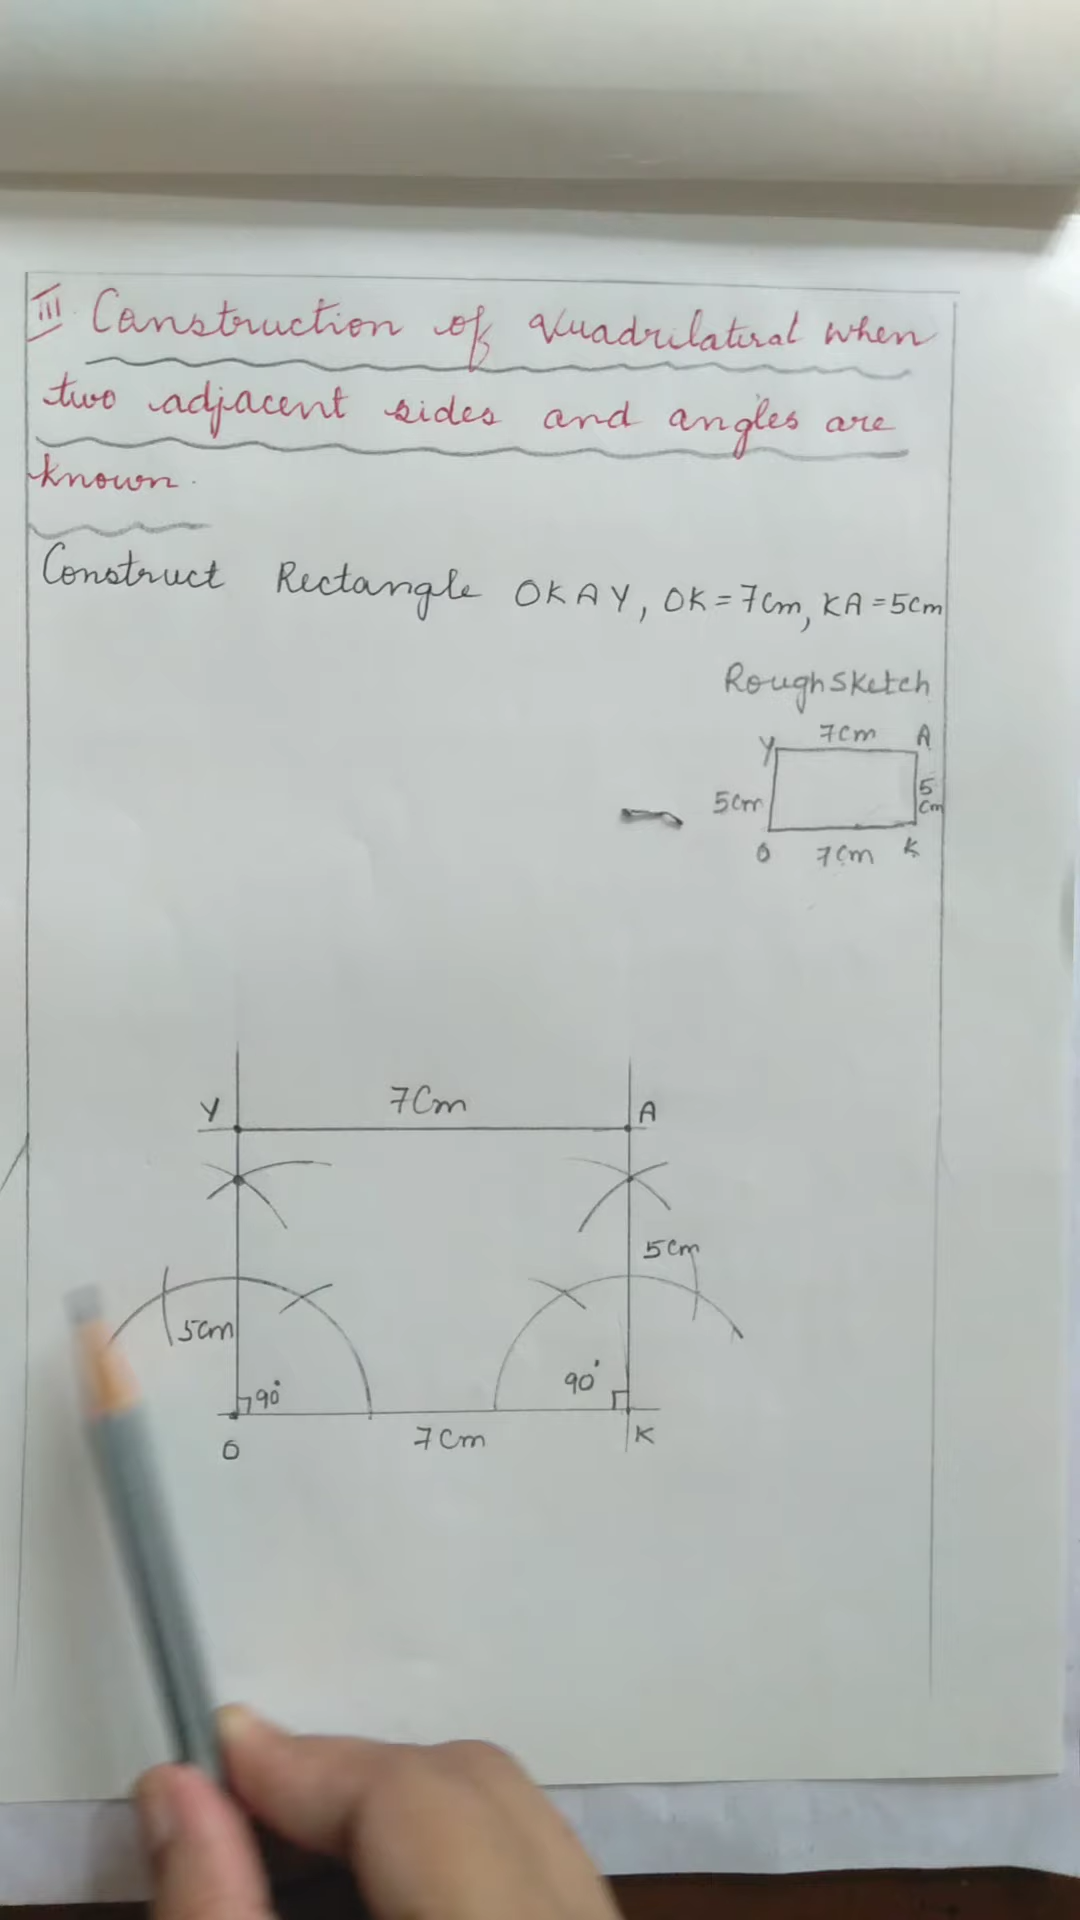 III. Construction of Quadrilateral when
two adjacent sides and angles are
known.
Construct Rectangle OKAY, OK = 7cm, KA = 5cm
Rough sketch
7cm
Y A
5cm 5 cm
O 7cm K
7cm
Y A
5cm
5cm
90° 90°
7cm
O K